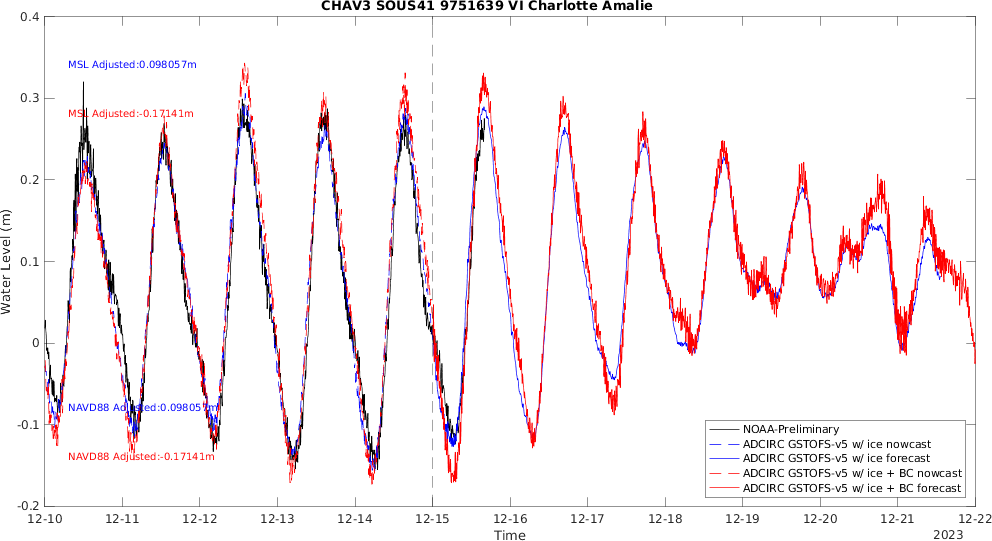 CHAV3 SOUS41 9751639 VI Charlotte Amalie
0.4
0.3
0.2
0.1
0
-0.1
-0.2
Water Level (m)
MSL Adjusted:0.098057m
MSL Adjusted:-0.17141m
NAVD88 Adjusted:0.098057m
NAVD88 Adjusted:-0.17141m
NOAA-Preliminary
ADCIRC GSTOFS-v5 w/ ice nowcast
ADCIRC GSTOFS-v5 w/ ice forecast
ADCIRC GSTOFS-v5 w/ ice + BC nowcast
ADCIRC GSTOFS-v5 w/ ice + BC forecast
12-10 12-11 12-12 12-13 12-14 12-15 12-16 12-17 12-18 12-19 12-20 12-21 12-22
Time
2023